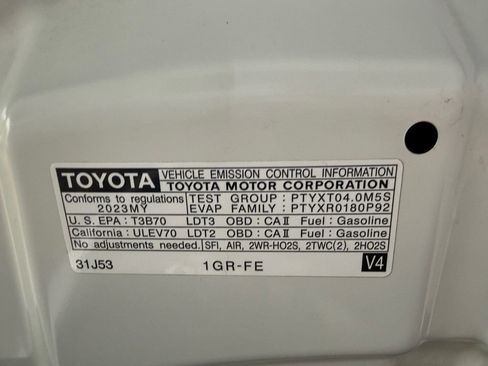 TOYOTA VEHICLE EMISSION CONTROL INFORMATION
TOYOTA MOTOR CORPORATION
Conforms to regulations TEST GROUP : PTYXT04.0M5S
2023MY EVAP FAMILY : PTYXR0180P92
U.S. EPA : T3B70 LDT3 OBD : CAⅡ Fuel : Gasoline
California : ULEV70 LDT2 OBD : CAⅡ Fuel : Gasoline
No adjustments needed. SFI, AIR, 2WR-HO2S, 2TWC(2), 2HO2S
31J53 1GR-FE V4